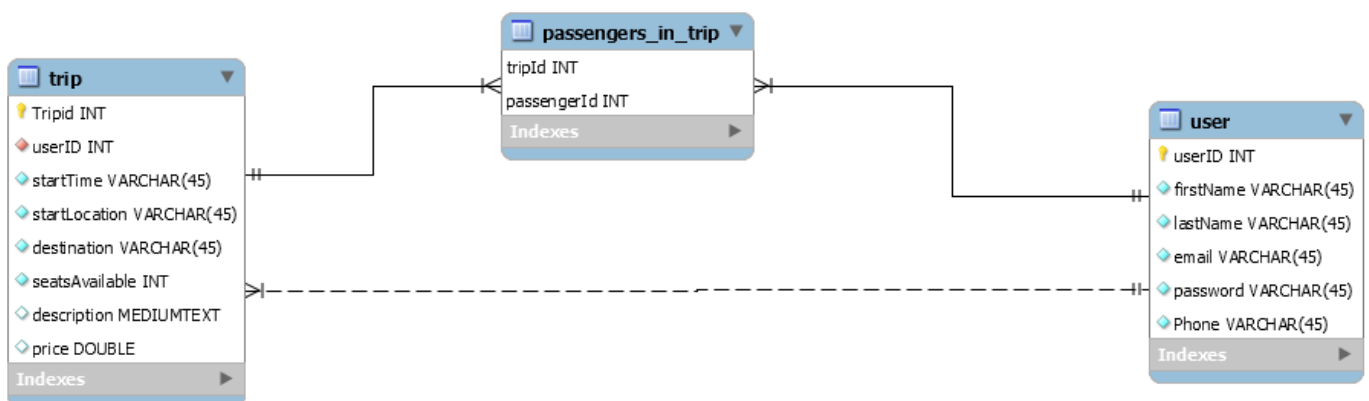 trip
Tripid INT
userID INT
startTime VARCHAR(45)
startLocation VARCHAR(45)
destination VARCHAR(45)
seatsAvailable INT
description MEDIUMTEXT
price DOUBLE
Indexes
passengers_in_trip
tripId INT
passengerId INT
Indexes
user
userID INT
firstName VARCHAR(45)
lastName VARCHAR(45)
email VARCHAR(45)
password VARCHAR(45)
Phone VARCHAR(45)
Indexes